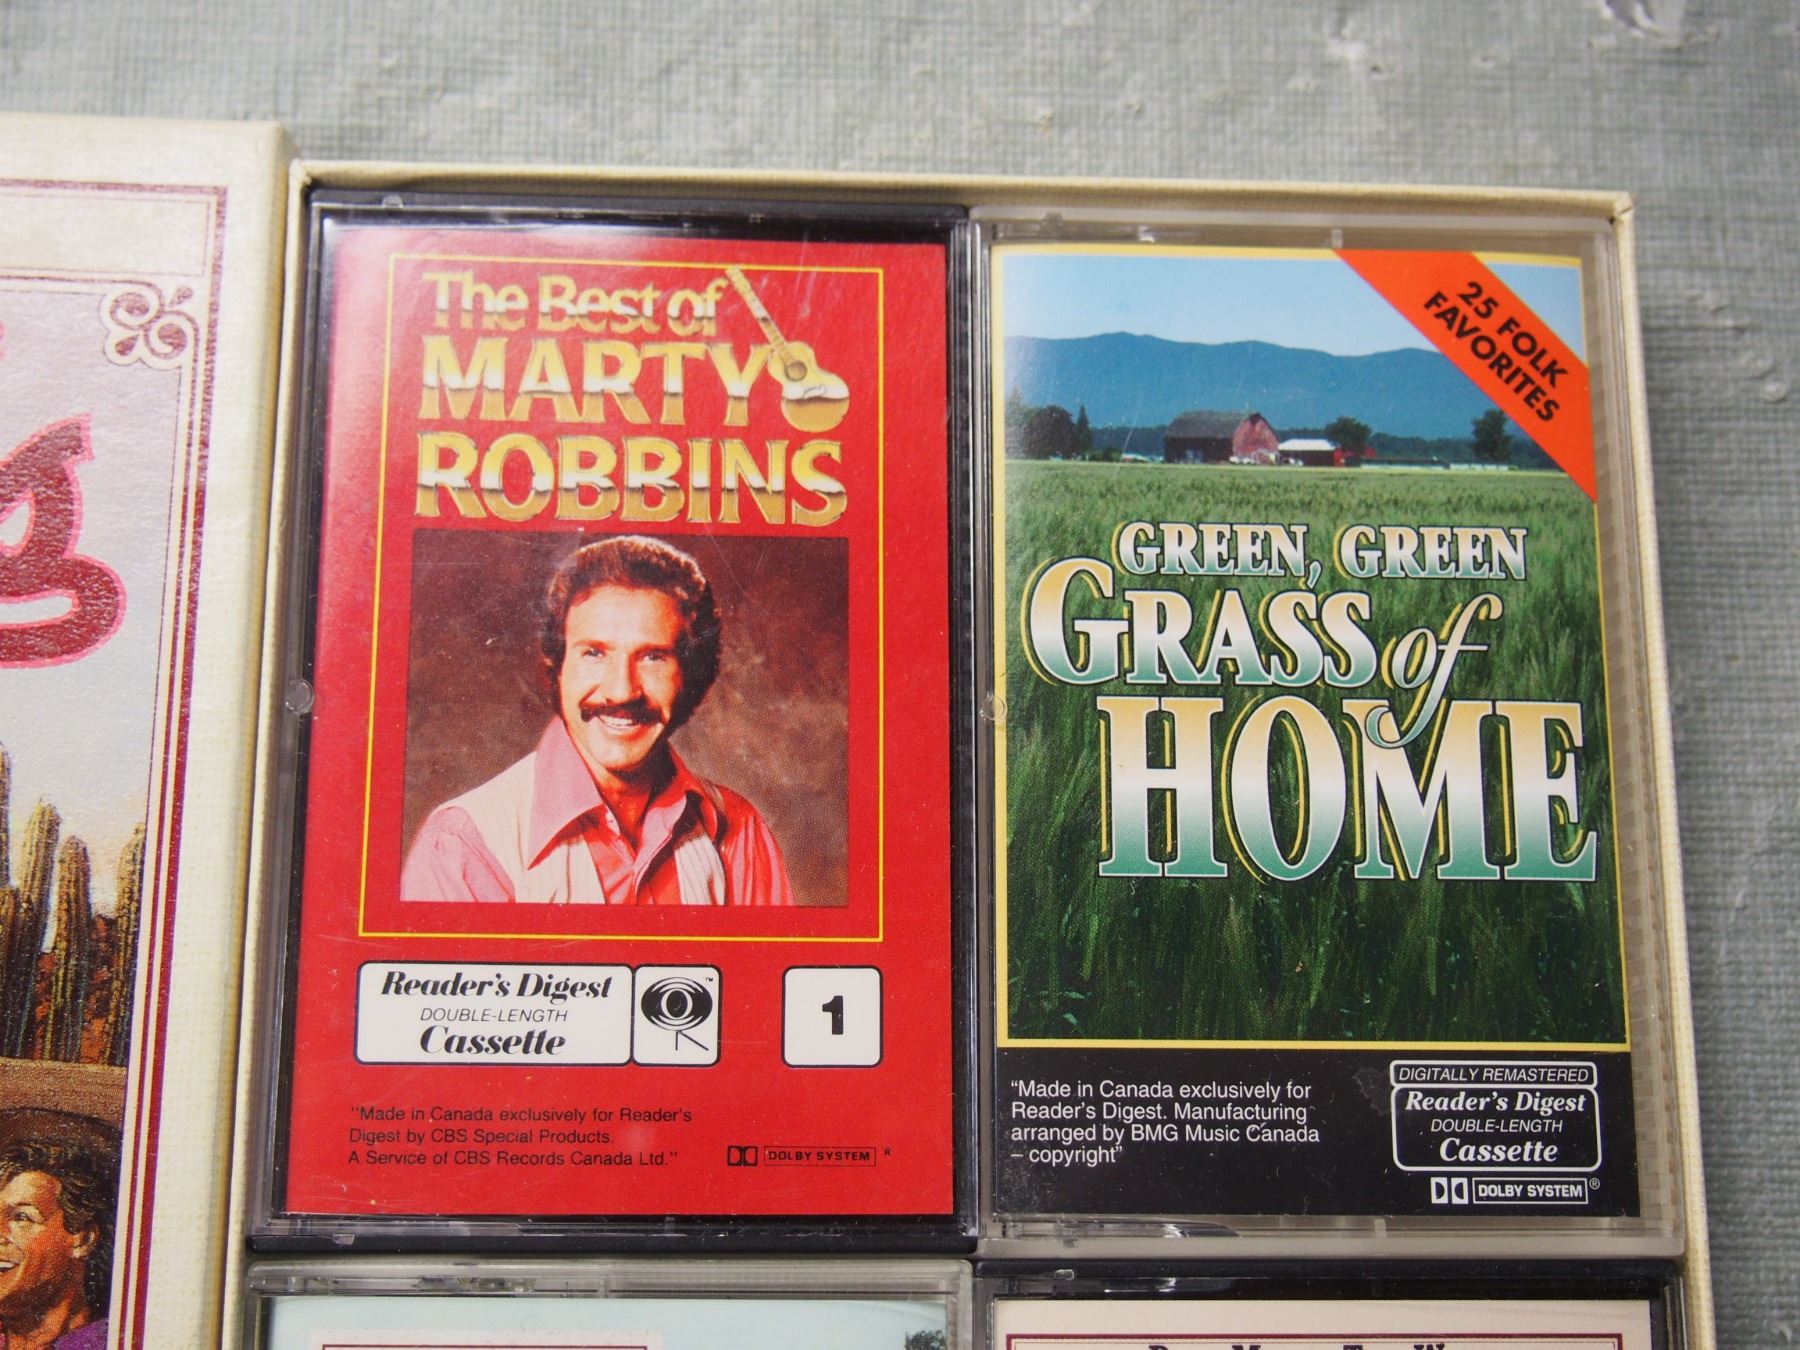 The Best of
MARTY
ROBBINS
Reader's Digest
DOUBLE-LENGTH
Cassette
TM
1
"Made in Canada exclusively for Reader's
Digest by CBS Special Products.
A Service of CBS Records Canada Ltd."
DOLBY SYSTEM ®
25 FOLK
FAVORITES
GREEN, GREEN
GRASS of
HOME
"Made in Canada exclusively for
Reader's Digest. Manufacturing
arranged by BMG Music Canada
– copyright"
DIGITALLY REMASTERED
Reader's Digest
DOUBLE-LENGTH
Cassette
DOLBY SYSTEM ®